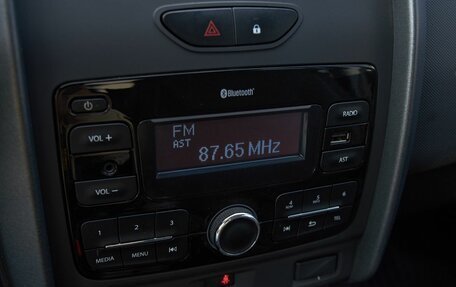 Bluetooth
RADIO
VOL +
FM
AST
87.65 MHz
AST
VOL −
1 2 3
4 5 6
MEDIA MENU
TEL